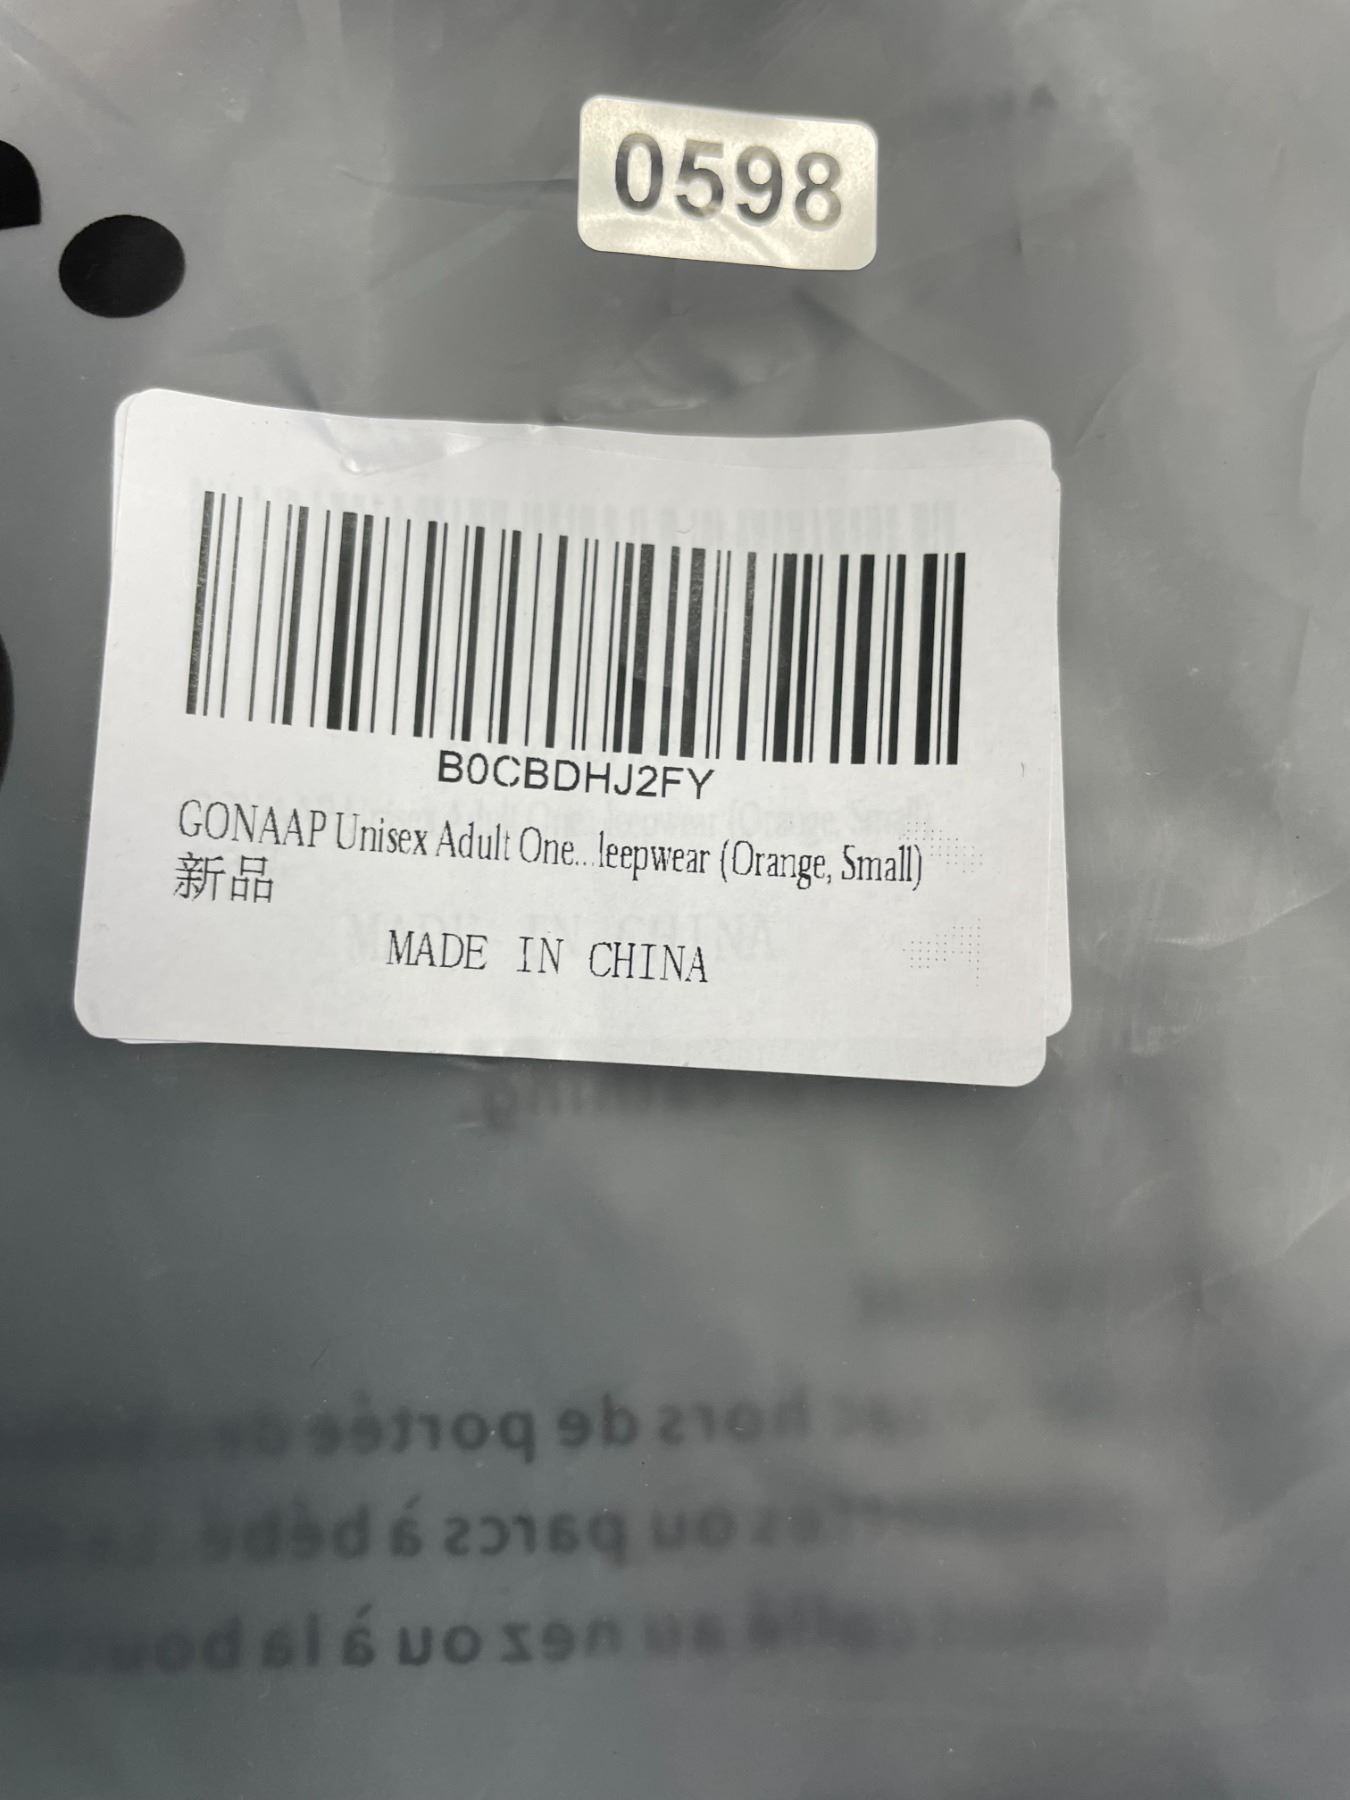 0598
B0CBDHJ2FY
GONAAP Unisex Adult One...leepwear (Orange, Small)
新品
MADE IN CHINA
hors de portée de
ou parcs à bébé
au nez ou à la bou